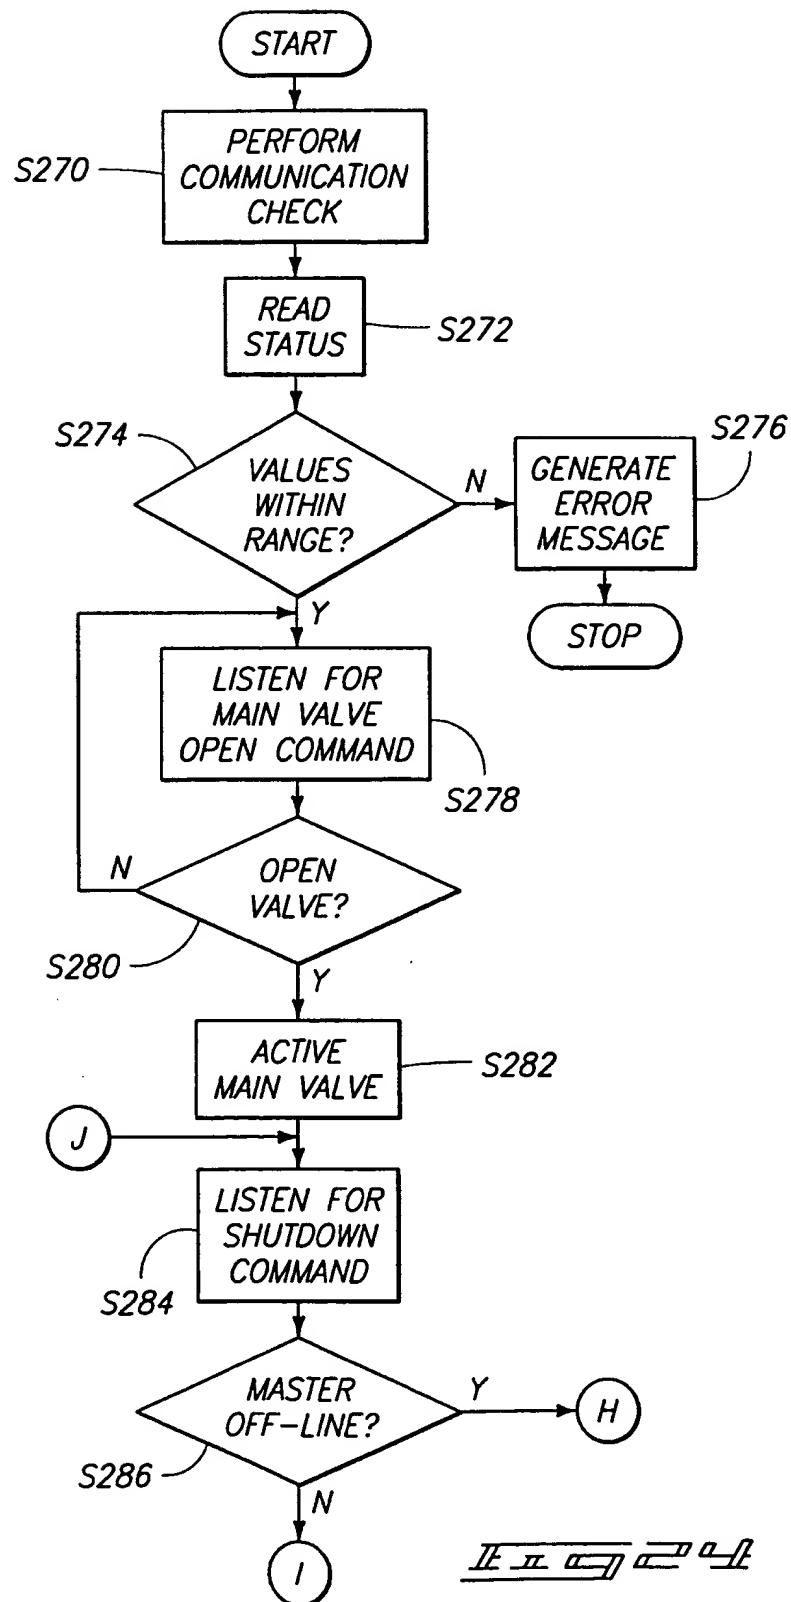 START
S270
PERFORM
COMMUNICATION
CHECK
READ
STATUS
S272
S274
VALUES
WITHIN
RANGE?
N
GENERATE
ERROR
MESSAGE
S276
STOP
Y
LISTEN FOR
MAIN VALVE
OPEN COMMAND
S278
N
OPEN
VALVE?
S280
Y
ACTIVE
MAIN VALVE
S282
J
LISTEN FOR
SHUTDOWN
COMMAND
S284
MASTER
OFF-LINE?
Y
H
S286
N
I
FIG 24